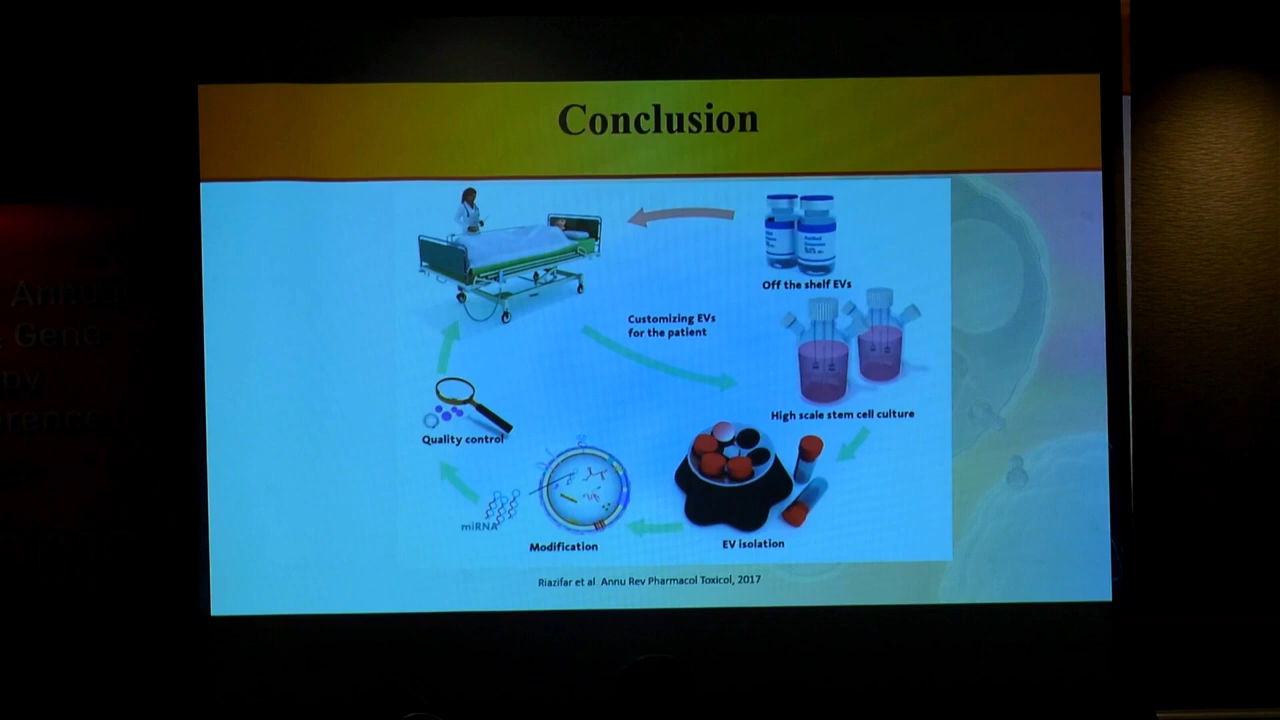 Conclusion
Off the shelf EVs
Customizing EVs
for the patient
High scale stem cell culture
Quality control
miRNA
Modification
EV isolation
Riazifar et al. Annu Rev Pharmacol Toxicol, 2017
Gene